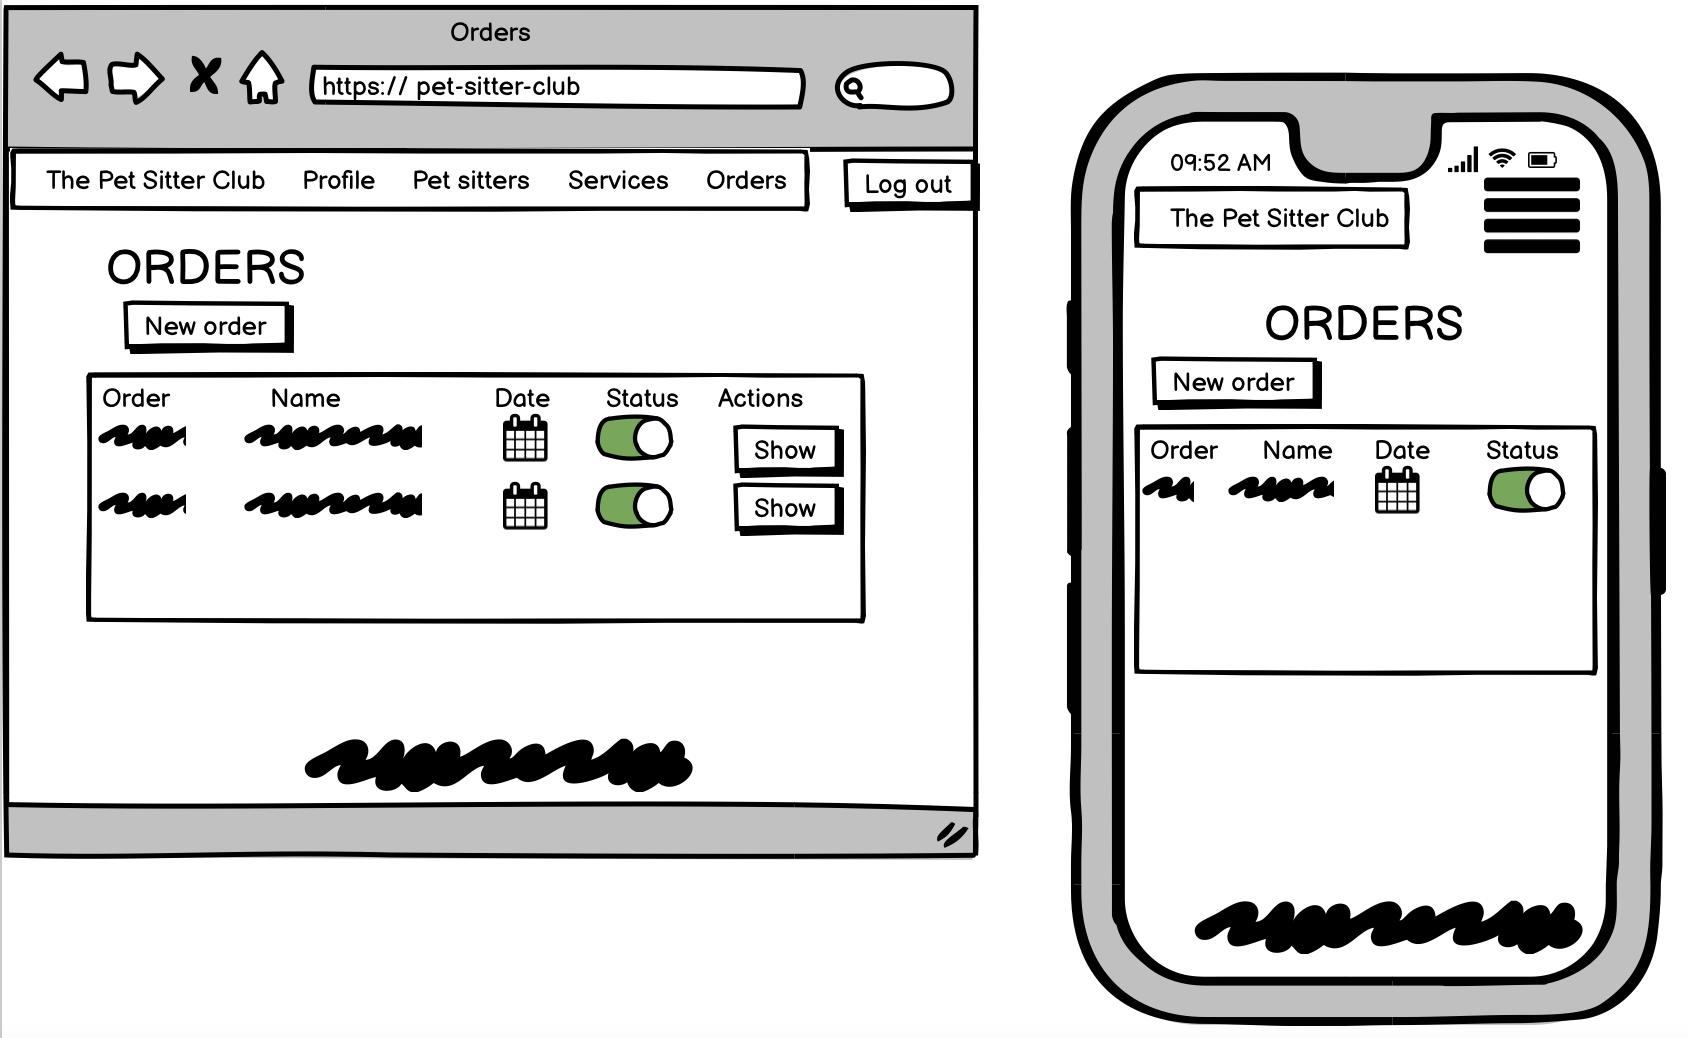 Orders
https:// pet-sitter-club
The Pet Sitter Club Profile Pet sitters Services Orders Log out
ORDERS
New order
Order Name Date Status Actions
Show
Show
09:52 AM
The Pet Sitter Club
ORDERS
New order
Order Name Date Status